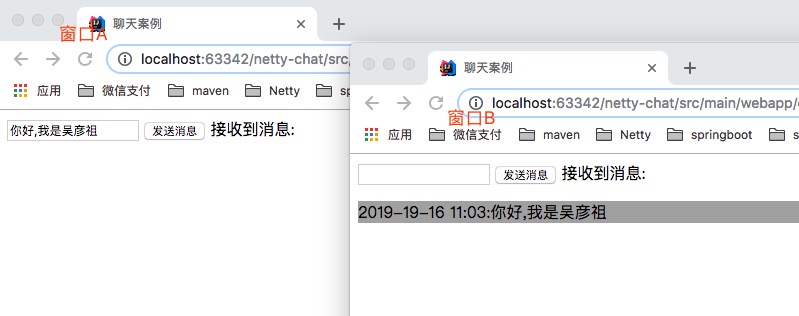 聊天案例
窗口A
localhost:63342/netty-chat/src/
应用 微信支付 maven Netty sp
你好,我是吴彦祖 发送消息 接收到消息:
聊天案例
localhost:63342/netty-chat/src/main/webapp/
窗口B
应用 微信支付 maven Netty springboot
发送消息 接收到消息:
2019-19-16 11:03:你好,我是吴彦祖